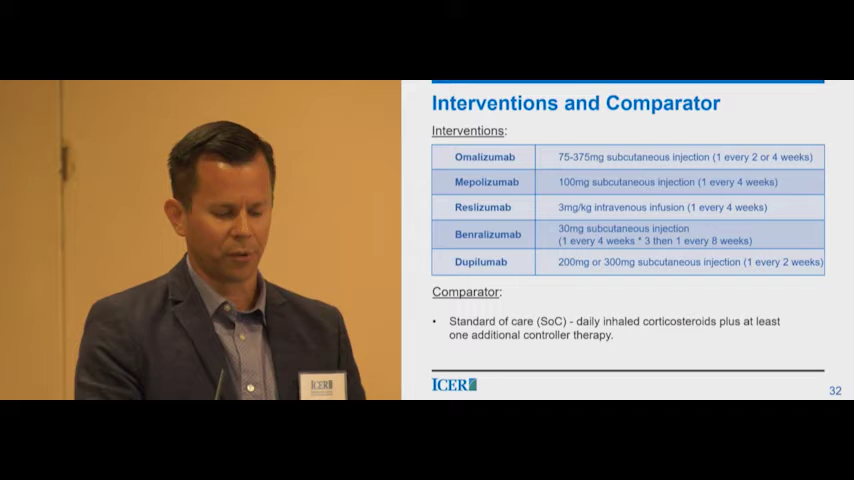 Interventions and Comparator
Interventions:
Omalizumab 75-375mg subcutaneous injection (1 every 2 or 4 weeks)
Mepolizumab 100mg subcutaneous injection (1 every 4 weeks)
Reslizumab 3mg/kg intravenous infusion (1 every 4 weeks)
Benralizumab 30mg subcutaneous injection
(1 every 4 weeks * 3 then 1 every 8 weeks)
Dupilumab 200mg or 300mg subcutaneous injection (1 every 2 weeks)
Comparator:
• Standard of care (SoC) - daily inhaled corticosteroids plus at least
one additional controller therapy.
ICER
32
ICER